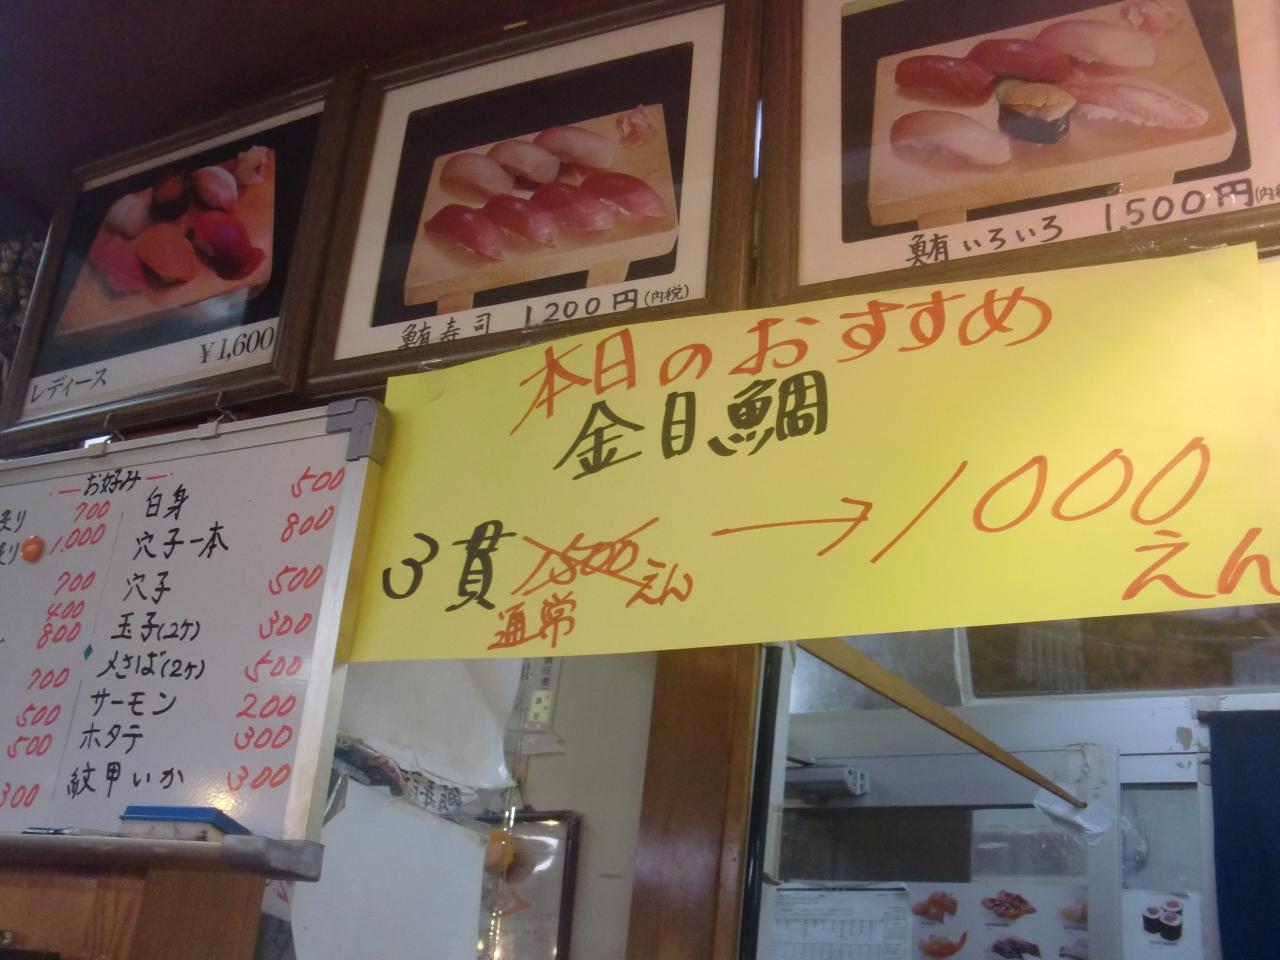 レディース
¥1,600
鮪寿司 1,200円(内税)
鮪いろいろ 1,500円
本日のおすすめ
金目鯛
3貫 1500えん → 1000えん
通常
お好み
700
1.000
700
400
800
700
500
500
300
白身 500
穴子一本 800
穴子 500
玉子(2ケ) 300
〆さば(2ケ) 500
サーモン 200
ホタテ 300
紋甲いか 300